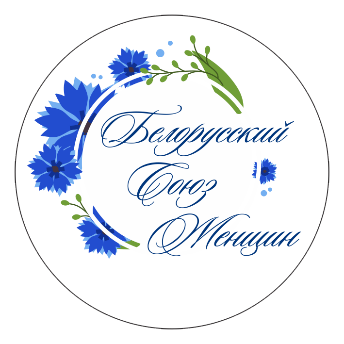 Белорусский
Союз
Женщин